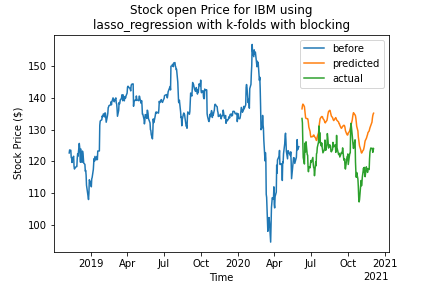 Stock open Price for IBM using
lasso_regression with k-folds with blocking
before
predicted
actual
Stock Price ($)
150
140
130
120
110
100
2019 Apr Jul Oct 2020 Apr Jul Oct 2021
Time
2021